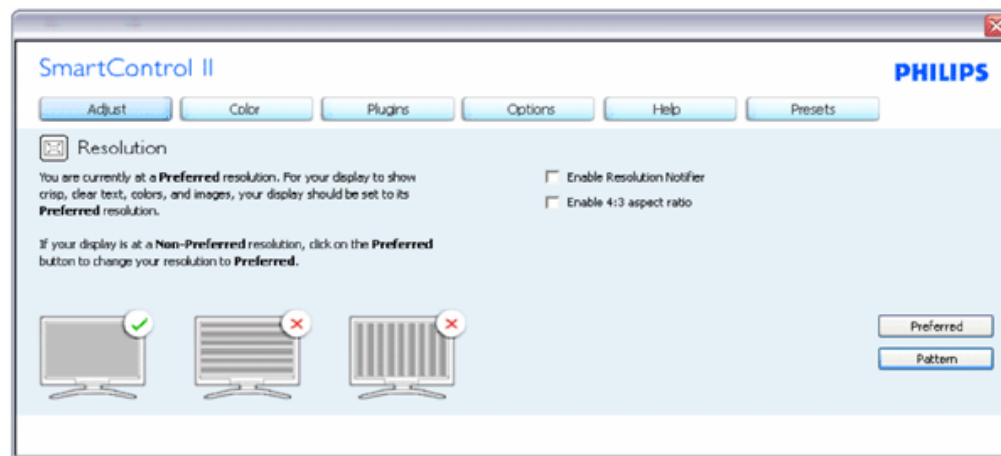 SmartControl II
PHILIPS
Adjust
Color
Plugins
Options
Help
Presets
Resolution
You are currently at a Preferred resolution. For your display to show
crisp, clear text, colors, and images, your display should be set to its
Preferred resolution.
If your display is at a Non-Preferred resolution, click on the Preferred
button to change your resolution to Preferred.
Enable Resolution Notifier
Enable 4:3 aspect ratio
Preferred
Pattern